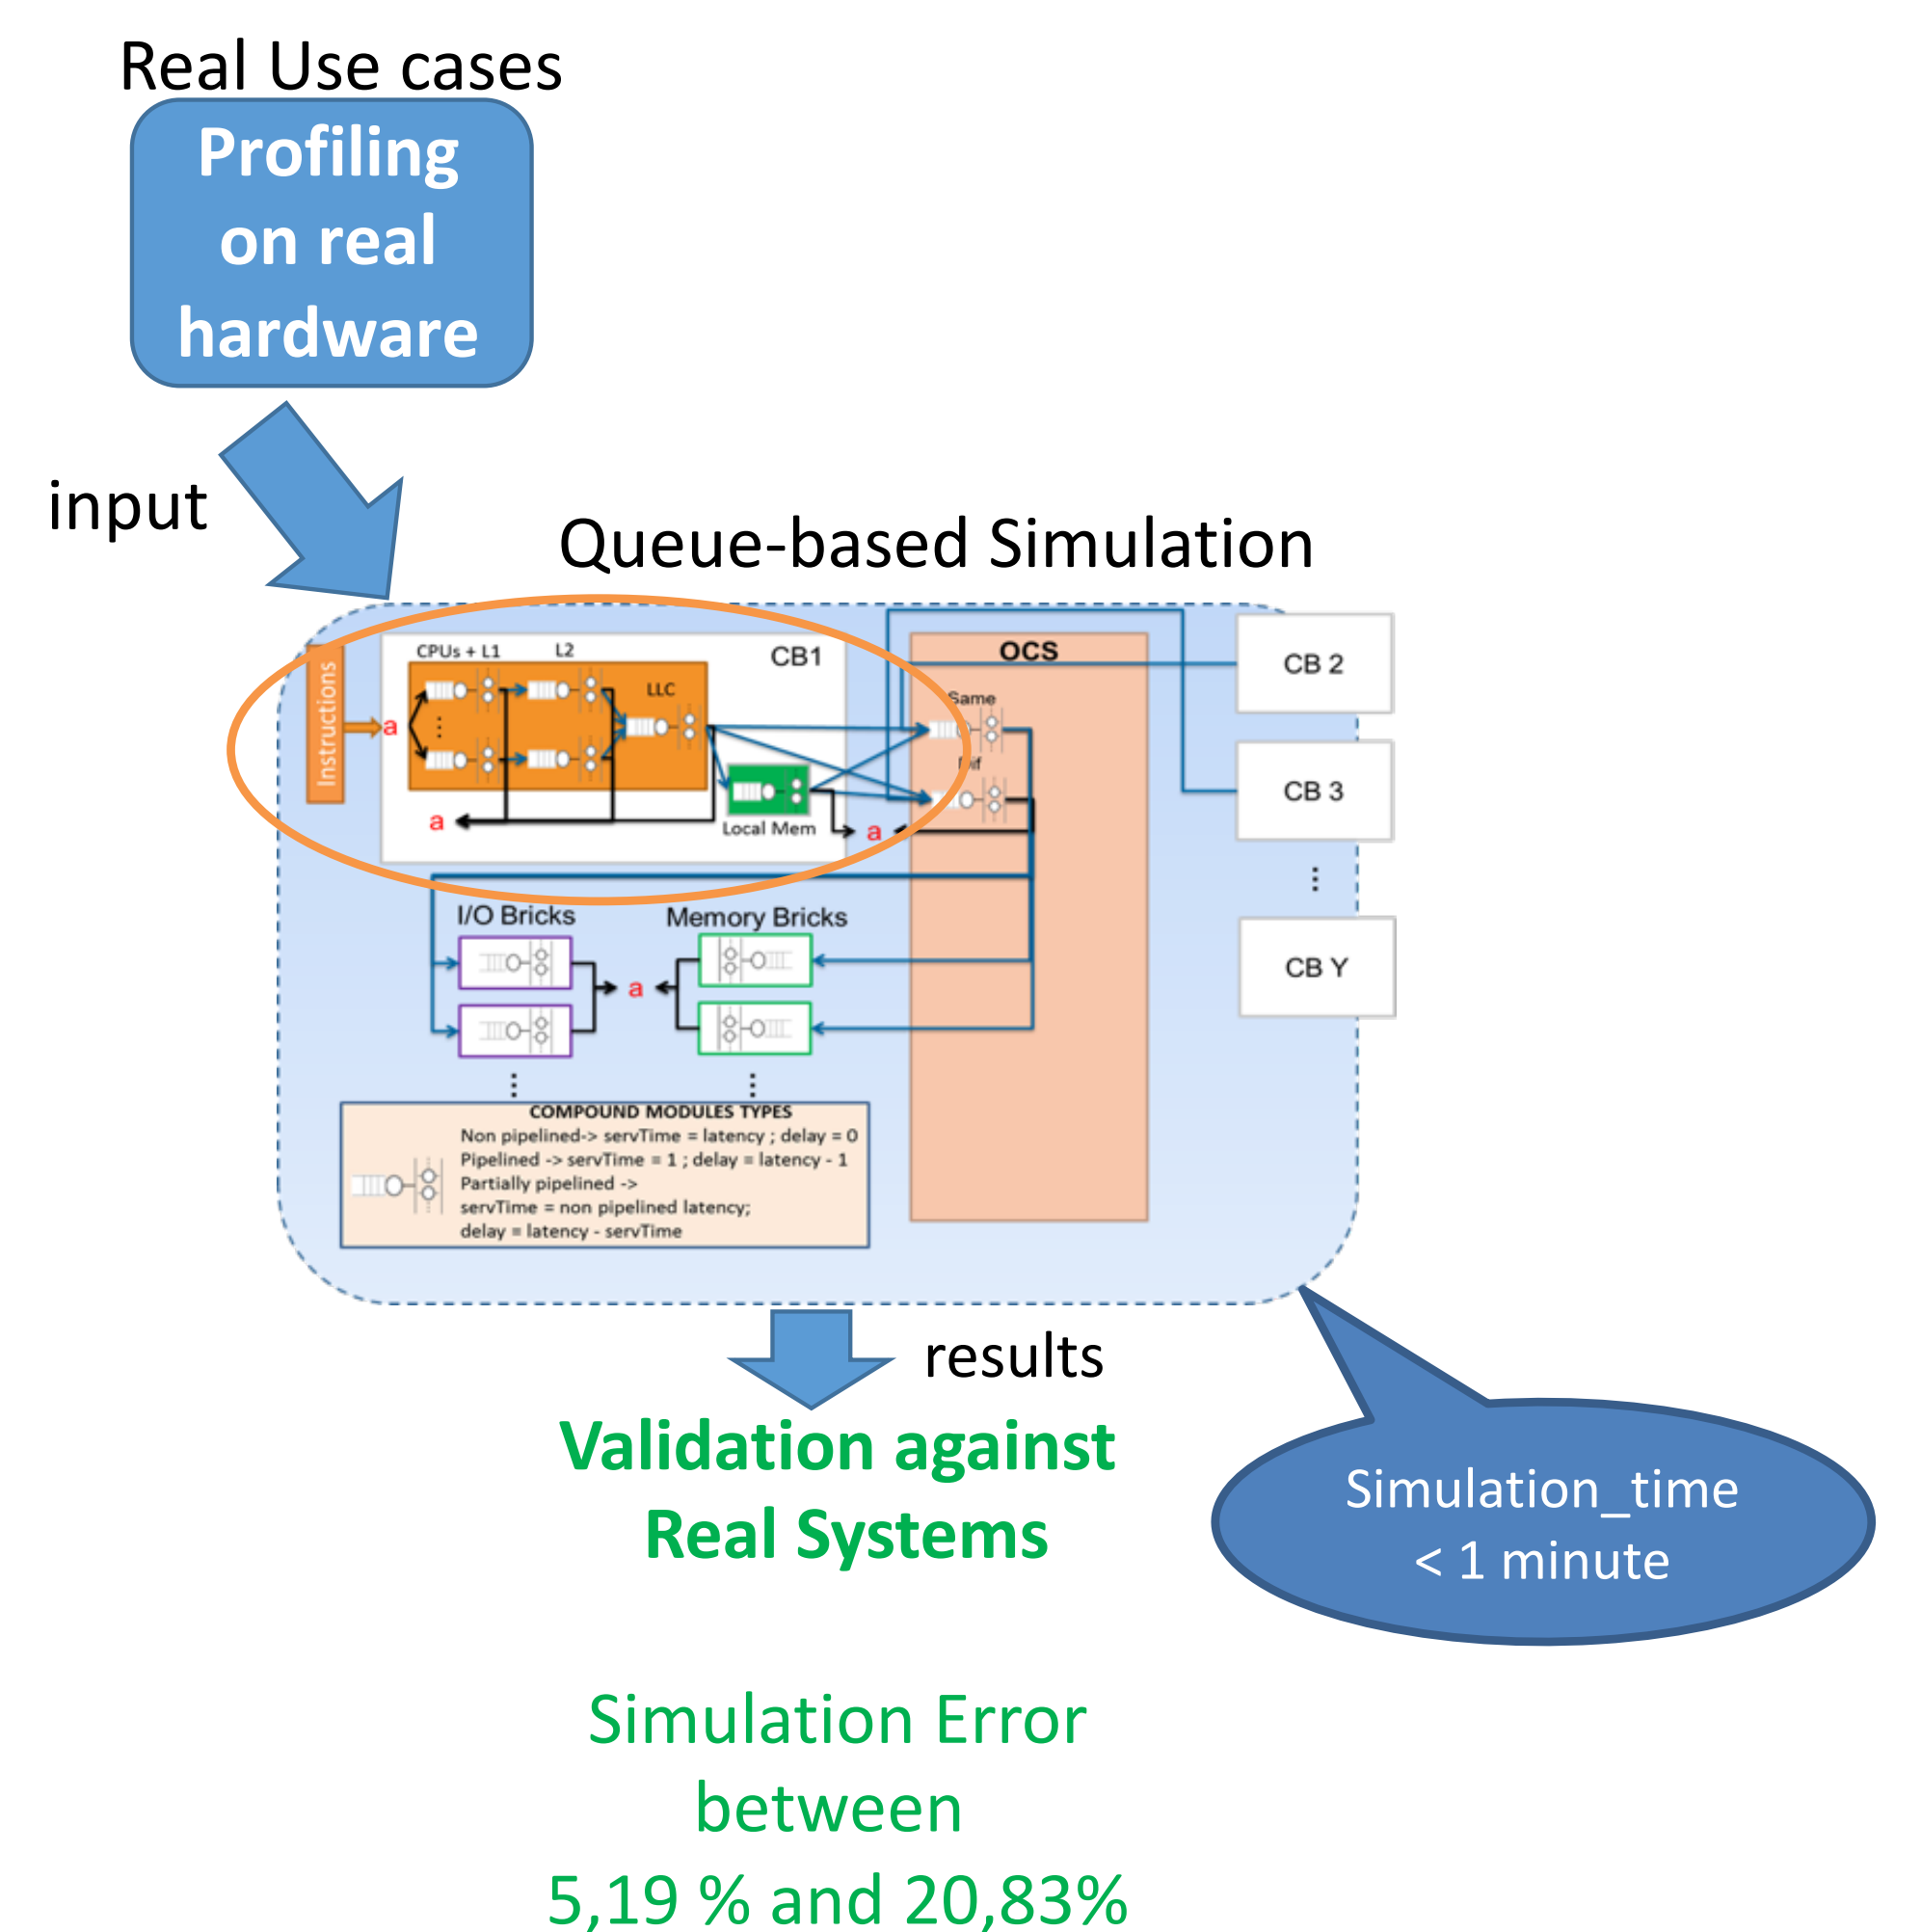 Real Use cases
Profiling
on real
hardware
input
Queue-based Simulation
Instructions
CPUs + L1
L2
CB1
LLC
a
a
Local Mem
a
OCS
Same
Dif
CB 2
CB 3
⋮
CB Y
I/O Bricks
Memory Bricks
a
COMPOUND MODULES TYPES
Non pipelined-> servTime = latency ; delay = 0
Pipelined -> servTime = 1 ; delay = latency - 1
Partially pipelined ->
servTime = non pipelined latency;
delay = latency - servTime
results
Validation against
Real Systems
Simulation_time
< 1 minute
Simulation Error
between
5,19 % and 20,83%